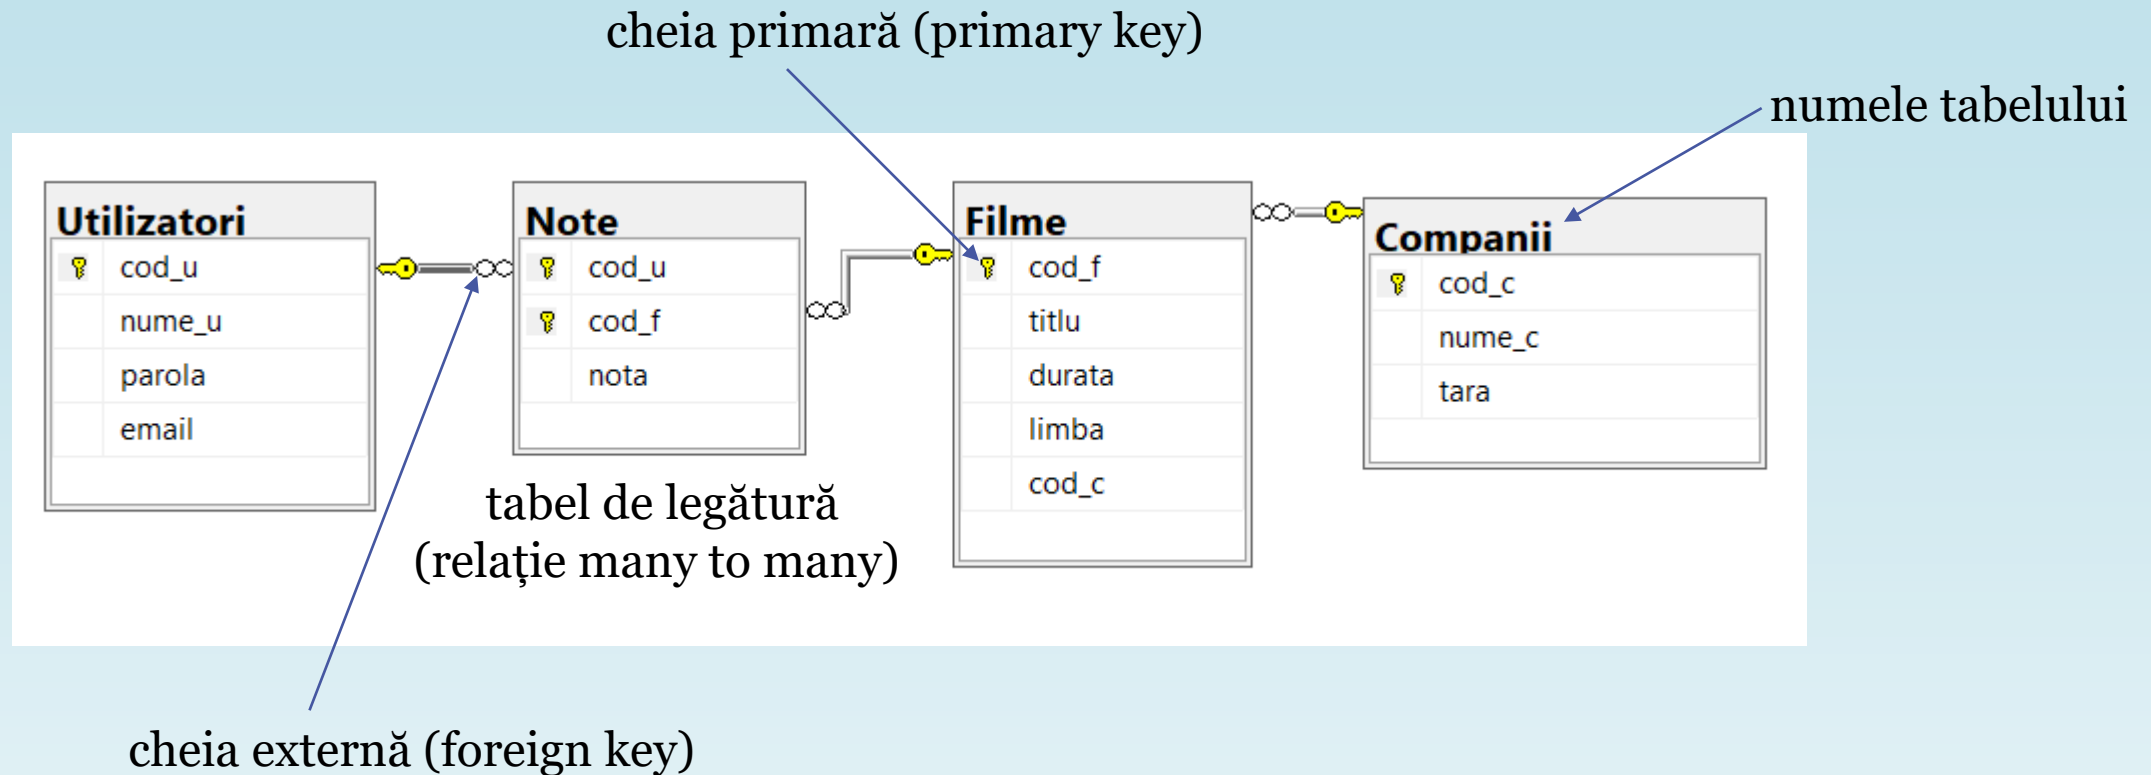 cheia primară (primary key)
numele tabelului
Utilizatori
cod_u
nume_u
parola
email
Note
cod_u
cod_f
nota
Filme
cod_f
titlu
durata
limba
cod_c
Companii
cod_c
nume_c
tara
tabel de legătură
(relație many to many)
cheia externă (foreign key)